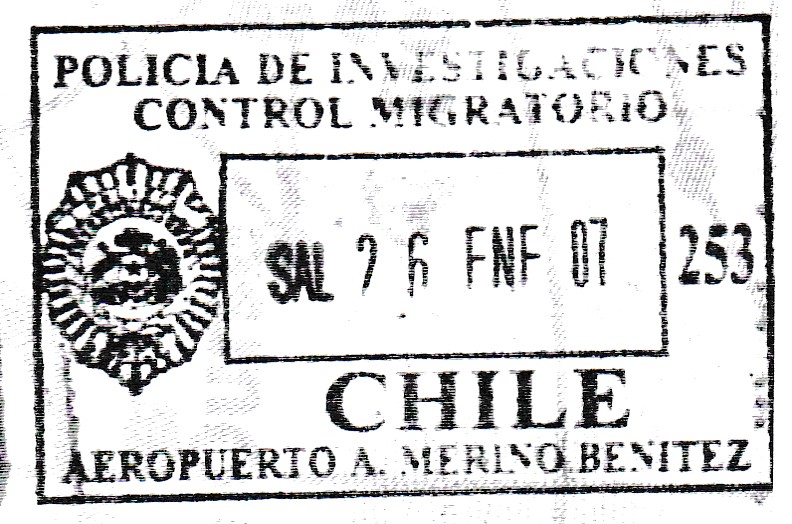 POLICIA DE INVESTIGACIONES
CONTROL MIGRATORIO
SAL 26 ENE 07 253
CHILE
AEROPUERTO A. MERINO BENITEZ